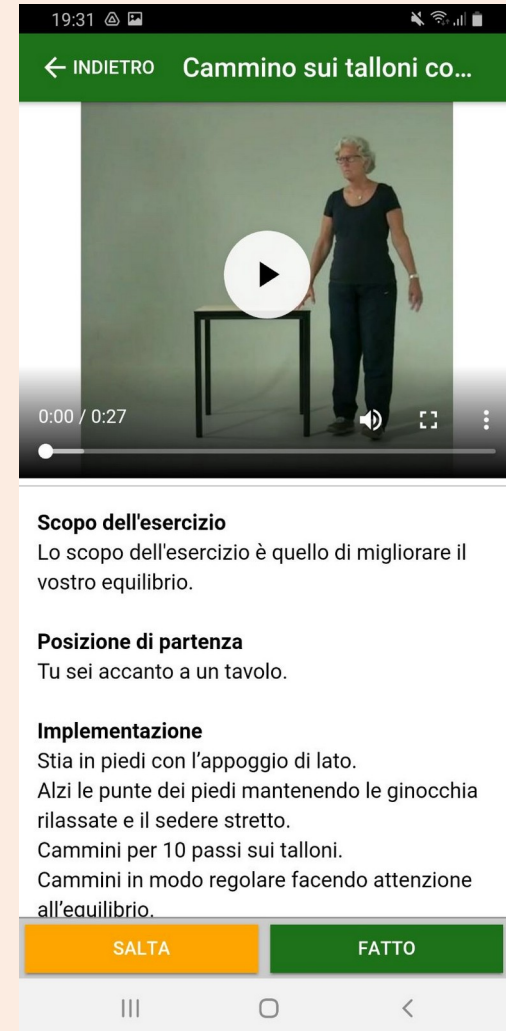 19:31
INDIETRO Cammino sui talloni co...
0:00 / 0:27
Scopo dell'esercizio
Lo scopo dell'esercizio è quello di migliorare il
vostro equilibrio.
Posizione di partenza
Tu sei accanto a un tavolo.
Implementazione
Stia in piedi con l’appoggio di lato.
Alzi le punte dei piedi mantenendo le ginocchia
rilassate e il sedere stretto.
Cammini per 10 passi sui talloni.
Cammini in modo regolare facendo attenzione
all’equilibrio.
SALTA FATTO